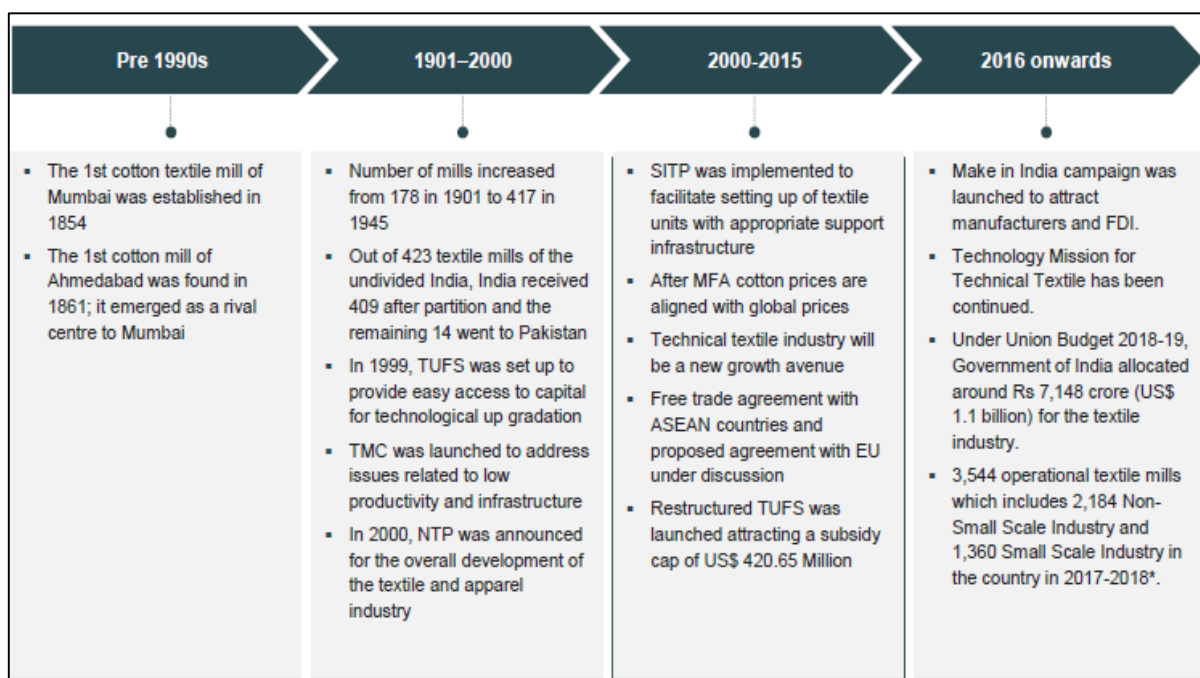 Pre 1990s
1901–2000
2000-2015
2016 onwards
▪ The 1st cotton textile mill of
Mumbai was established in
1854
▪ The 1st cotton mill of
Ahmedabad was found in
1861; it emerged as a rival
centre to Mumbai
▪ Number of mills increased
from 178 in 1901 to 417 in
1945
▪ Out of 423 textile mills of the
undivided India, India received
409 after partition and the
remaining 14 went to Pakistan
▪ In 1999, TUFS was set up to
provide easy access to capital
for technological up gradation
▪ TMC was launched to address
issues related to low
productivity and infrastructure
▪ In 2000, NTP was announced
for the overall development of
the textile and apparel
industry
▪ SITP was implemented to
facilitate setting up of textile
units with appropriate support
infrastructure
▪ After MFA cotton prices are
aligned with global prices
▪ Technical textile industry will
be a new growth avenue
▪ Free trade agreement with
ASEAN countries and
proposed agreement with EU
under discussion
▪ Restructured TUFS was
launched attracting a subsidy
cap of US$ 420.65 Million
▪ Make in India campaign was
launched to attract
manufacturers and FDI.
▪ Technology Mission for
Technical Textile has been
continued.
▪ Under Union Budget 2018-19,
Government of India allocated
around Rs 7,148 crore (US$
1.1 billion) for the textile
industry.
▪ 3,544 operational textile mills
which includes 2,184 Non-
Small Scale Industry and
1,360 Small Scale Industry in
the country in 2017-2018*.